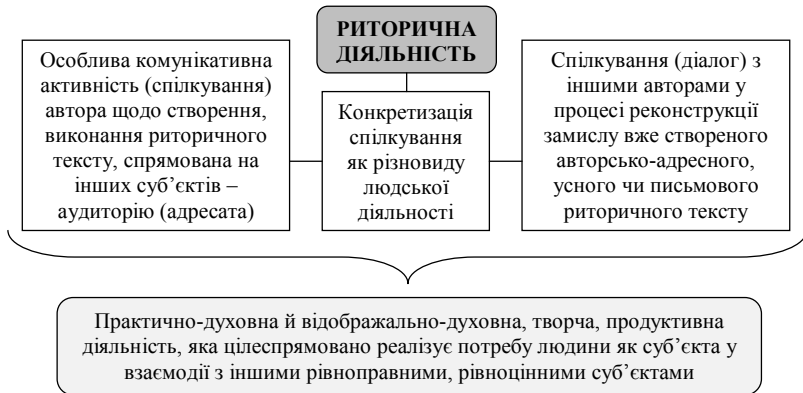 РИТОРИЧНА
ДІЯЛЬНІСТЬ
Особлива комунікативна
активність (спілкування)
автора щодо створення,
виконання риторичного
тексту, спрямована на
інших суб’єктів –
аудиторію (адресата)
Конкретизація
спілкування
як різновиду
людської
діяльності
Спілкування (діалог) з
іншими авторами у
процесі реконструкції
замислу вже створеного
авторсько-адресного,
усного чи письмового
риторичного тексту
Практично-духовна й відображально-духовна, творча, продуктивна
діяльність, яка цілеспрямовано реалізує потребу людини як суб’єкта у
взаємодії з іншими рівноправними, рівноцінними суб’єктами